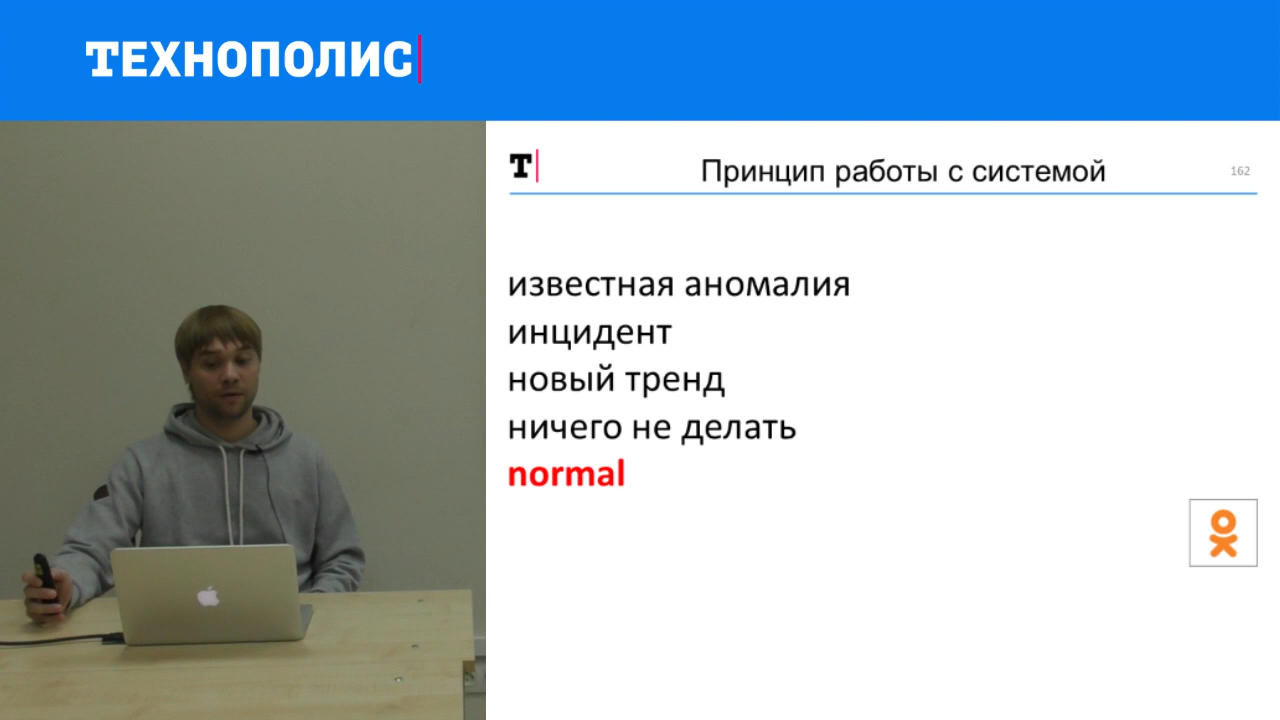 ТЕХНОПОЛИС
Т
Принцип работы с системой
162
известная аномалия
инцидент
новый тренд
ничего не делать
normal